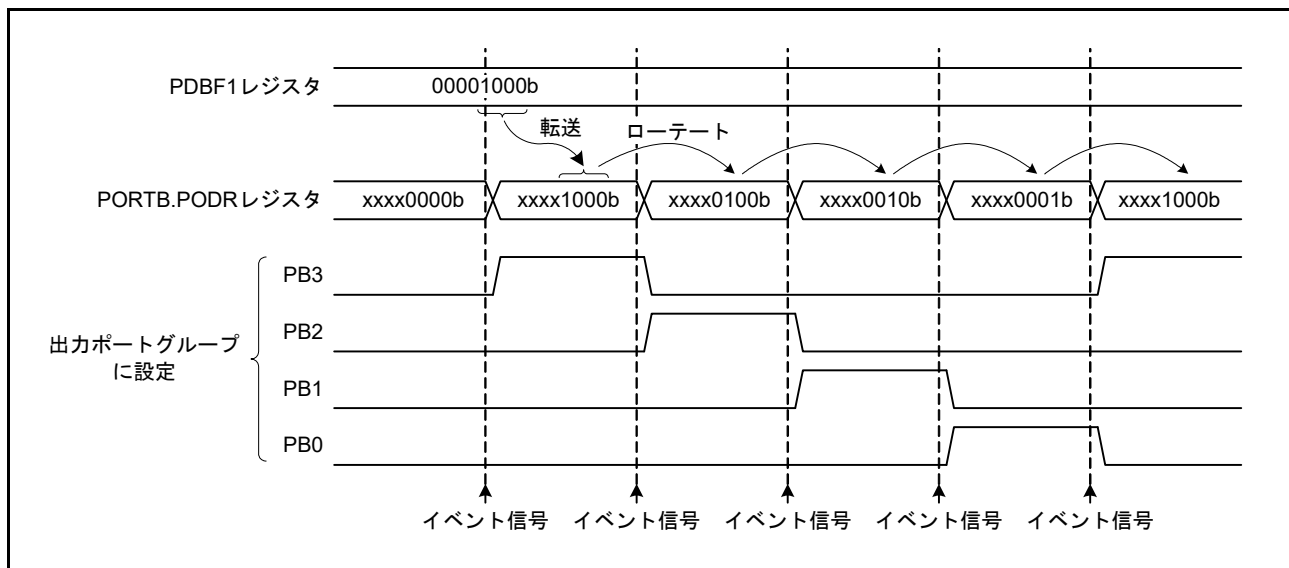 PDBF1レジスタ
00001000b
転送
ローテート
PORTB.PODRレジスタ
xxxx0000b
xxxx1000b
xxxx0100b
xxxx0010b
xxxx0001b
xxxx1000b
PB3
PB2
出力ポートグループ
に設定
PB1
PB0
イベント信号
イベント信号
イベント信号
イベント信号
イベント信号